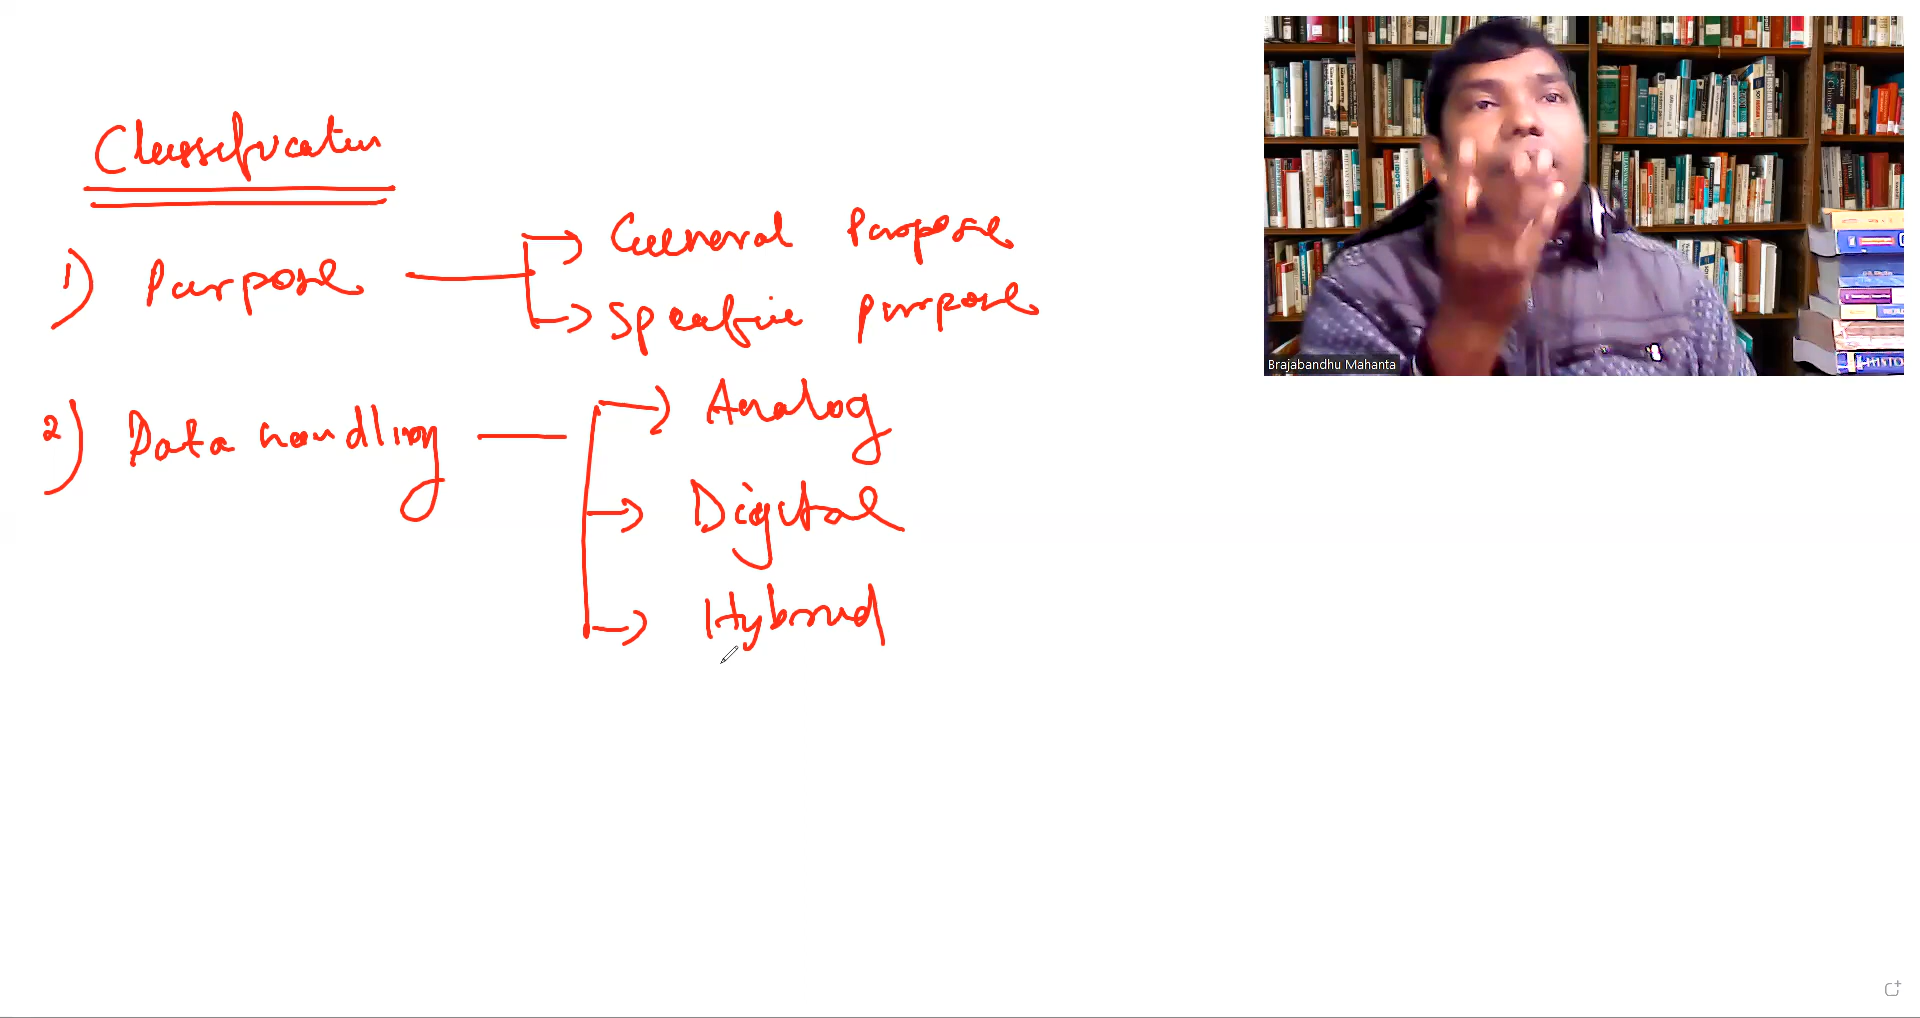 Classification
1) Purpose
General Purpose
Specific Purpose
2) Data handling
Analog
Digital
Hybrid
Brajabandhu Mahanta